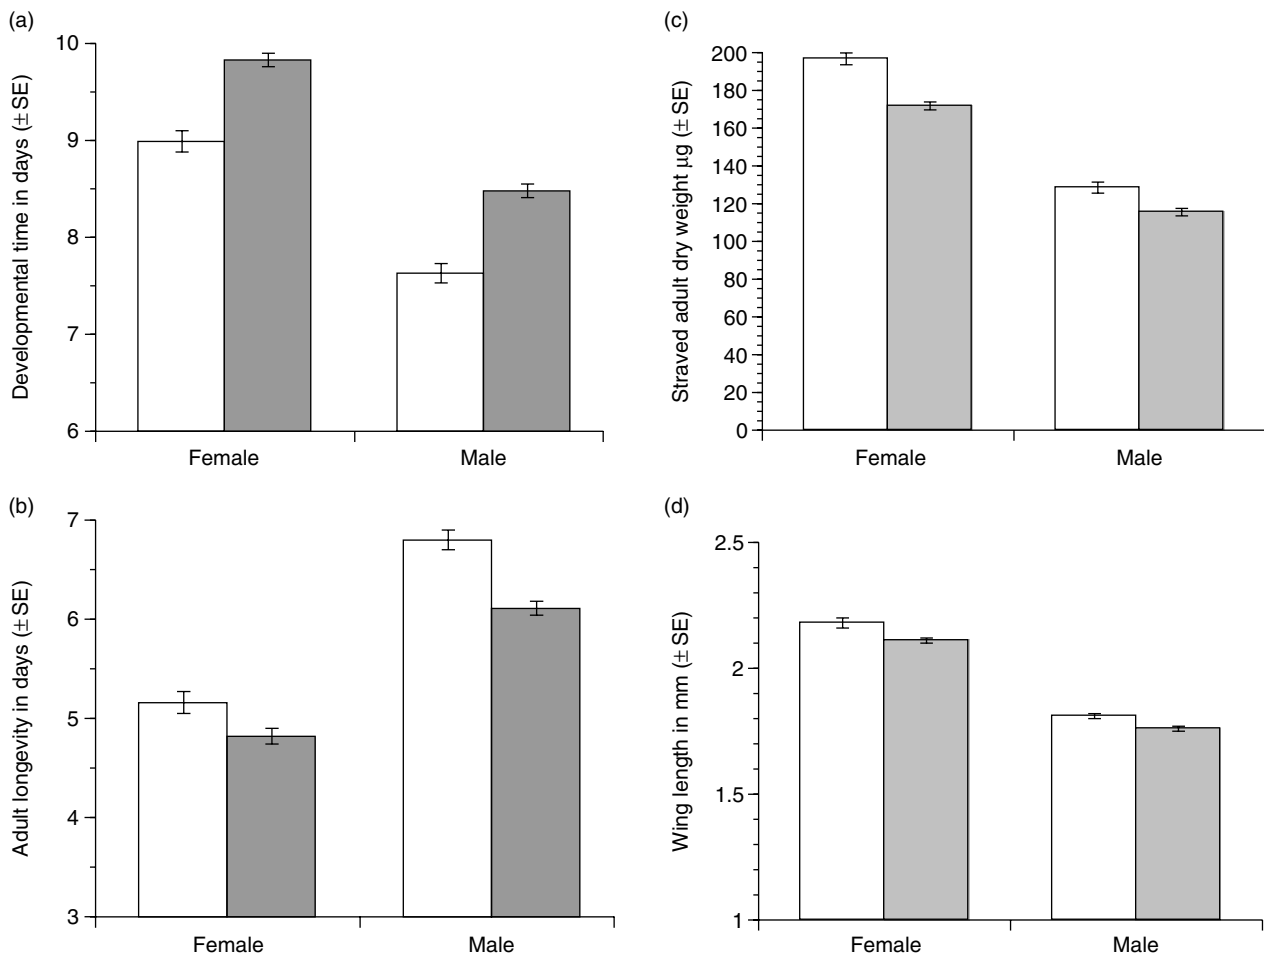 (a)
Developmental time in days (±SE)
10
9
8
7
6
Female
Male
(b)
Adult longevity in days (±SE)
7
6
5
4
3
Female
Male
(c)
Straved adult dry weight µg (±SE)
200
180
160
140
120
100
80
60
40
20
0
Female
Male
(d)
Wing length in mm (±SE)
2.5
2
1.5
1
Female
Male